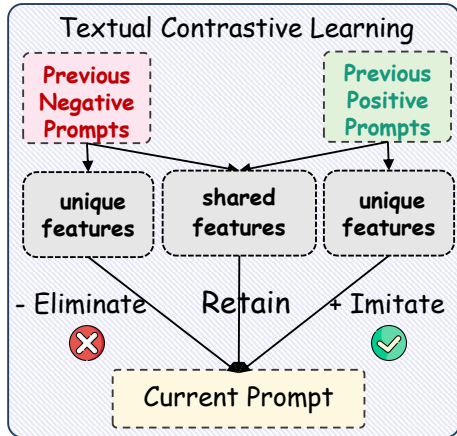 Textual Contrastive Learning
Previous
Negative
Prompts
Previous
Positive
Prompts
unique
features
shared
features
unique
features
- Eliminate
Retain
+ Imitate
Current Prompt